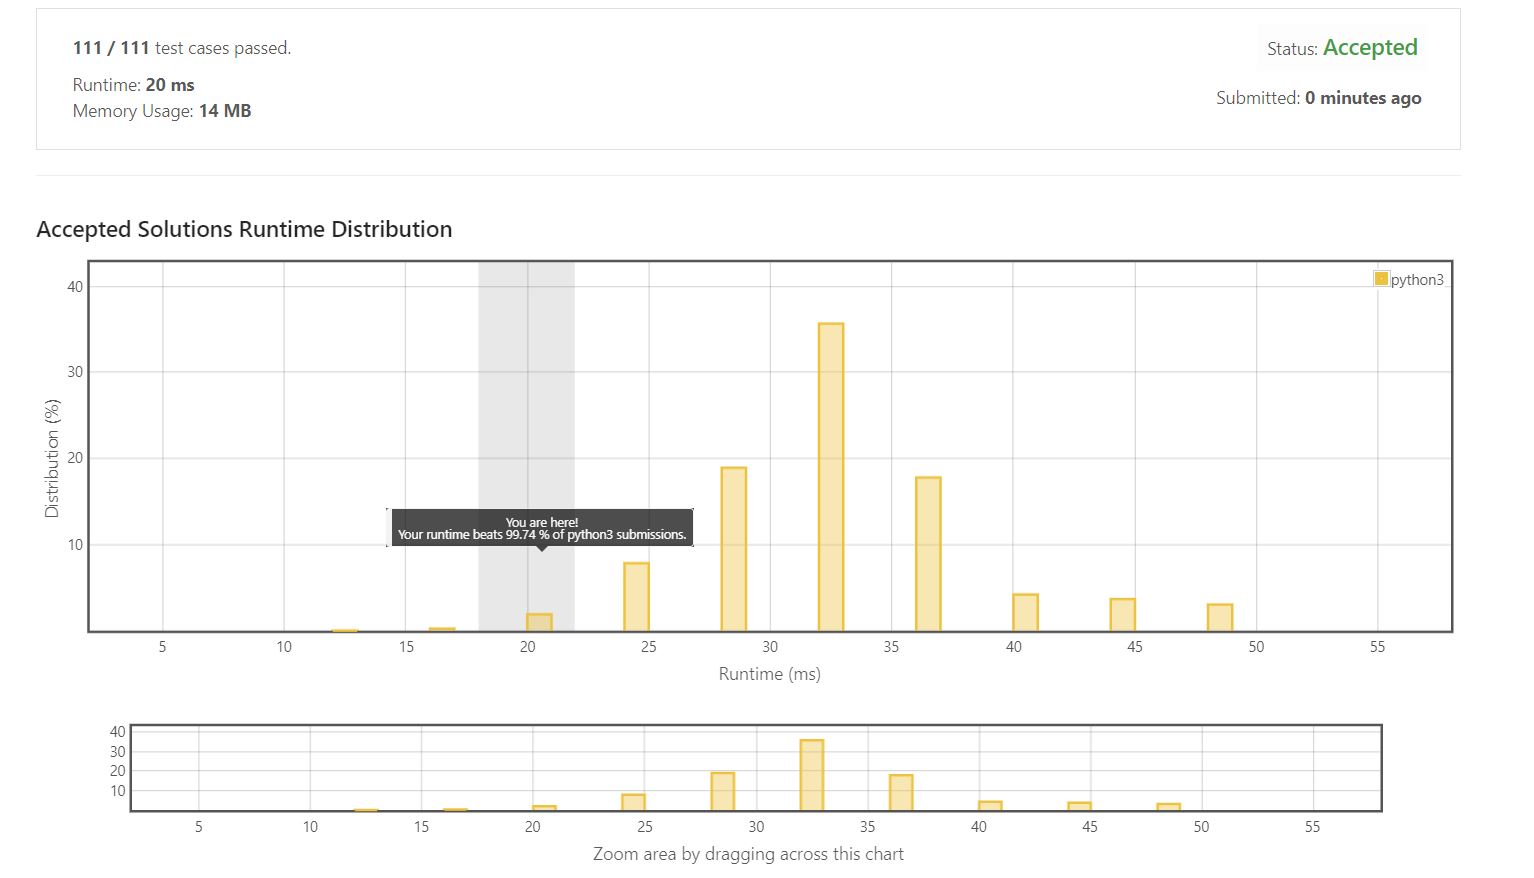 111 / 111 test cases passed.
Status: Accepted
Runtime: 20 ms
Memory Usage: 14 MB
Submitted: 0 minutes ago
Accepted Solutions Runtime Distribution
python3
40
30
20
10
Distribution (%)
You are here!
Your runtime beats 99.74 % of python3 submissions.
5 10 15 20 25 30 35 40 45 50 55
Runtime (ms)
40
30
20
10
5 10 15 20 25 30 35 40 45 50 55
Zoom area by dragging across this chart